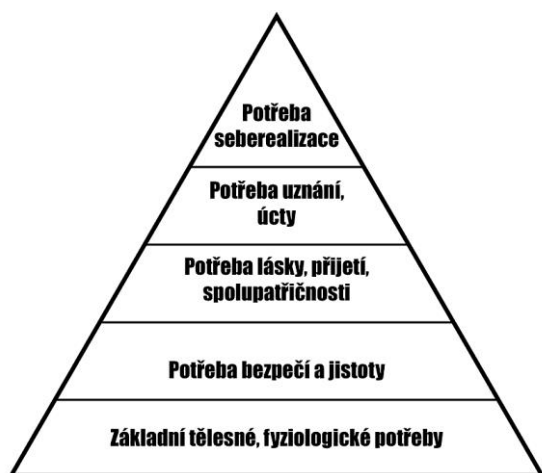 Potřeba
seberealizace
Potřeba uznání,
úcty
Potřeba lásky, přijetí,
spolupatřičnosti
Potřeba bezpečí a jistoty
Základní tělesné, fyziologické potřeby